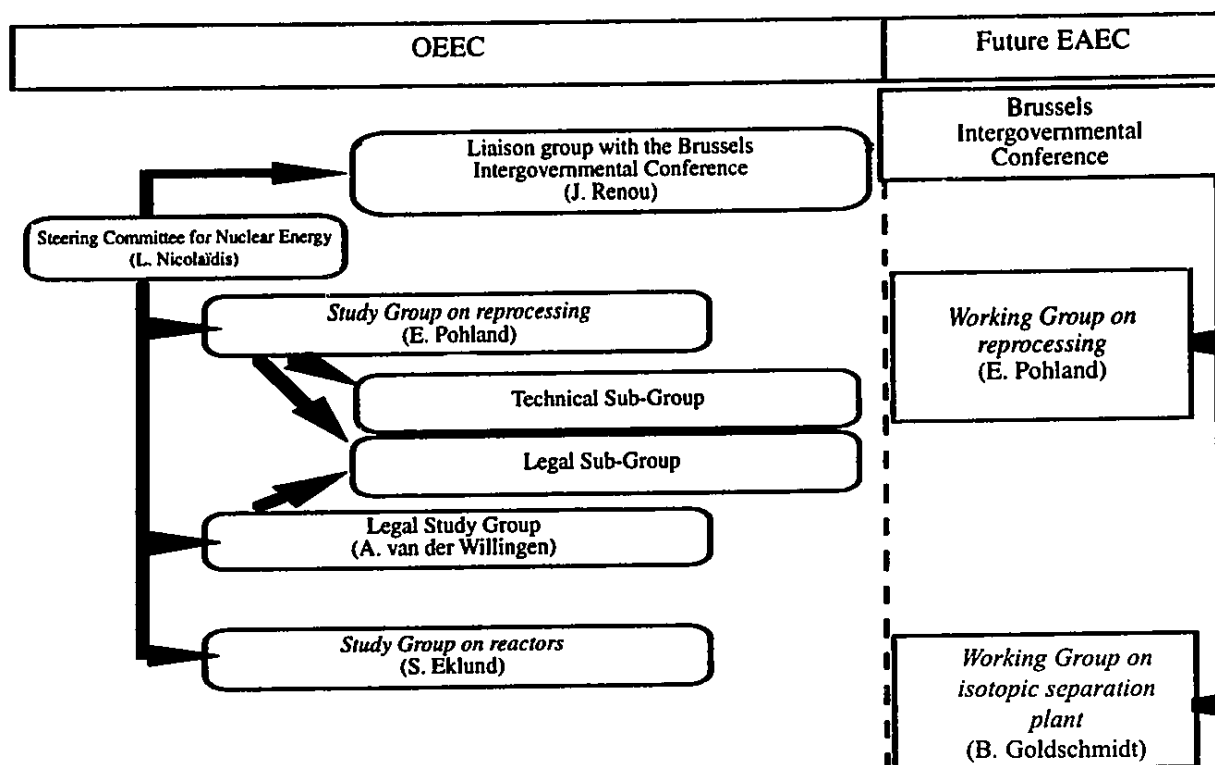 OEEC
Future EAEC
Brussels
Intergovernmental
Conference
Liaison group with the Brussels
Intergovernmental Conference
(J. Renou)
Steering Committee for Nuclear Energy
(L. Nicolaïdis)
Study Group on reprocessing
(E. Pohland)
Working Group on
reprocessing
(E. Pohland)
Technical Sub-Group
Legal Sub-Group
Legal Study Group
(A. van der Willingen)
Study Group on reactors
(S. Eklund)
Working Group on
isotopic separation
plant
(B. Goldschmidt)